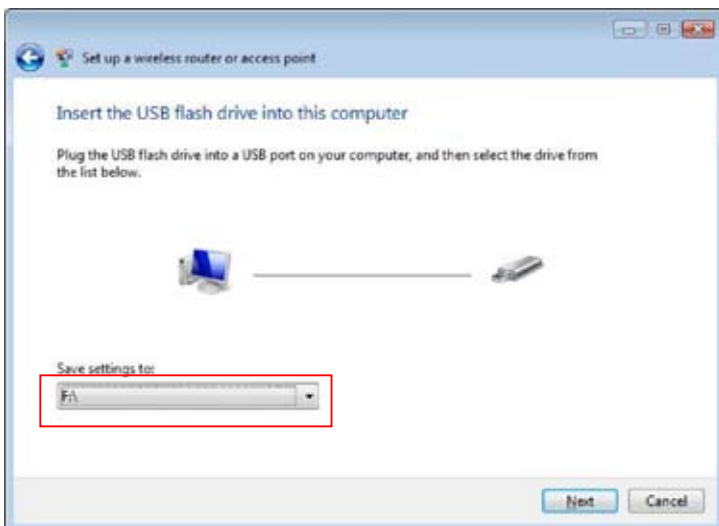 Set up a wireless router or access point
Insert the USB flash drive into this computer
Plug the USB flash drive into a USB port on your computer, and then select the drive from
the list below.
Save settings to:
F:\
Next Cancel